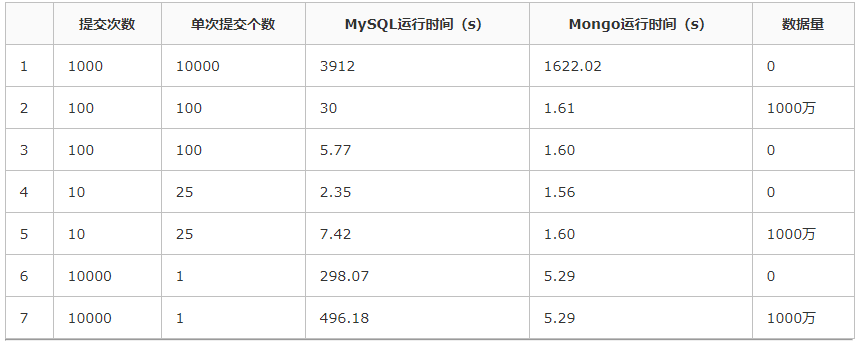 提交次数 单次提交个数 MySQL运行时间（s） Mongo运行时间（s） 数据量
1 1000 10000 3912 1622.02 0
2 100 100 30 1.61 1000万
3 100 100 5.77 1.60 0
4 10 25 2.35 1.56 0
5 10 25 7.42 1.60 1000万
6 10000 1 298.07 5.29 0
7 10000 1 496.18 5.29 1000万